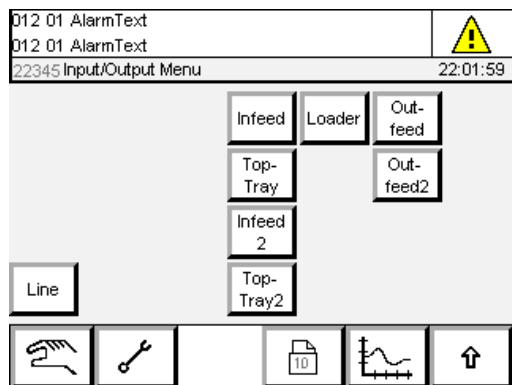 012 01 AlarmText
012 01 AlarmText
22345 Input/Output Menu 22:01:59
Infeed Loader Out-
feed
Top-
Tray
Out-
feed2
Infeed
2
Line
Top-
Tray2
10